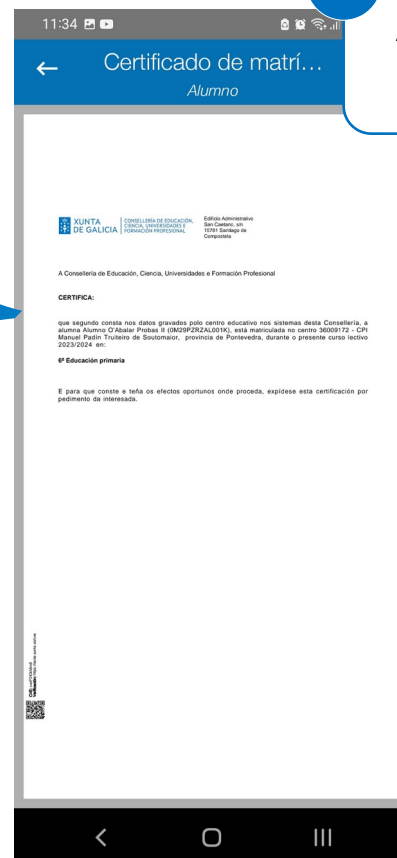 11:34
Certificado de matrí...
Alumno
XUNTA
DE GALICIA
CONSELLERÍA DE EDUCACIÓN,
CIENCIA, UNIVERSIDADES E
FORMACIÓN PROFESIONAL
Edificio Administrativo
San Caetano, s/n
15781 Santiago de
Compostela
A Consellería de Educación, Ciencia, Universidades e Formación Profesional
CERTIFICA:
que segundo consta nos datos gravados polo centro educativo nos sistemas desta Consellería, a
alumna Alumno O'Abalar Probas II (0M29PZRZAL001K), está matriculada no centro 36009172 - CPI
Manuel Padín Truiteiro de Soutomaior, provincia de Pontevedra, durante o presente curso lectivo
2023/2024 en:
6º Educación primaria
E para que conste e teña os efectos oportunos onde proceda, expídese esta certificación por
pedimento da interesada.